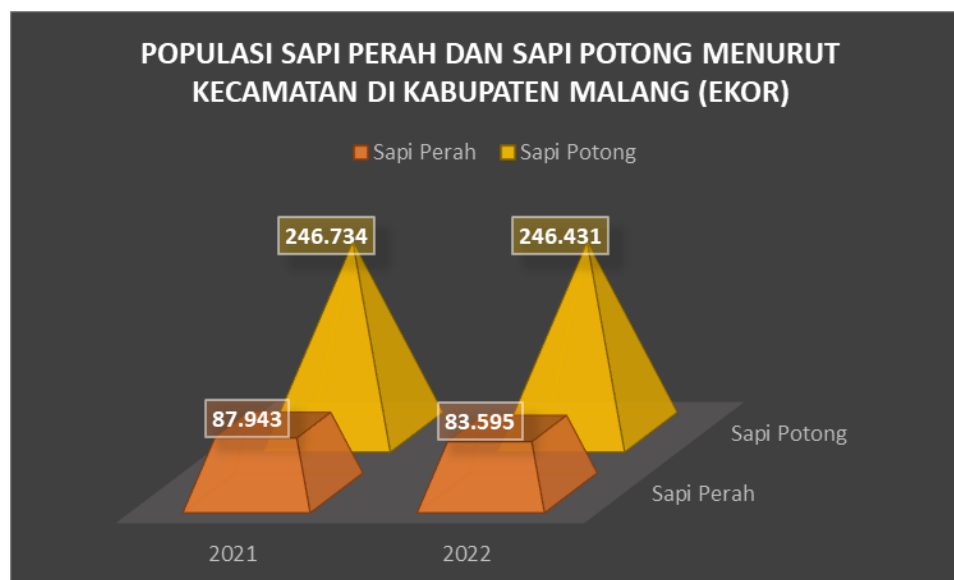 POPULASI SAPI PERAH DAN SAPI POTONG MENURUT
KECAMATAN DI KABUPATEN MALANG (EKOR)
Sapi Perah Sapi Potong
246.734 246.431
87.943 83.595
Sapi Potong
Sapi Perah
2021 2022